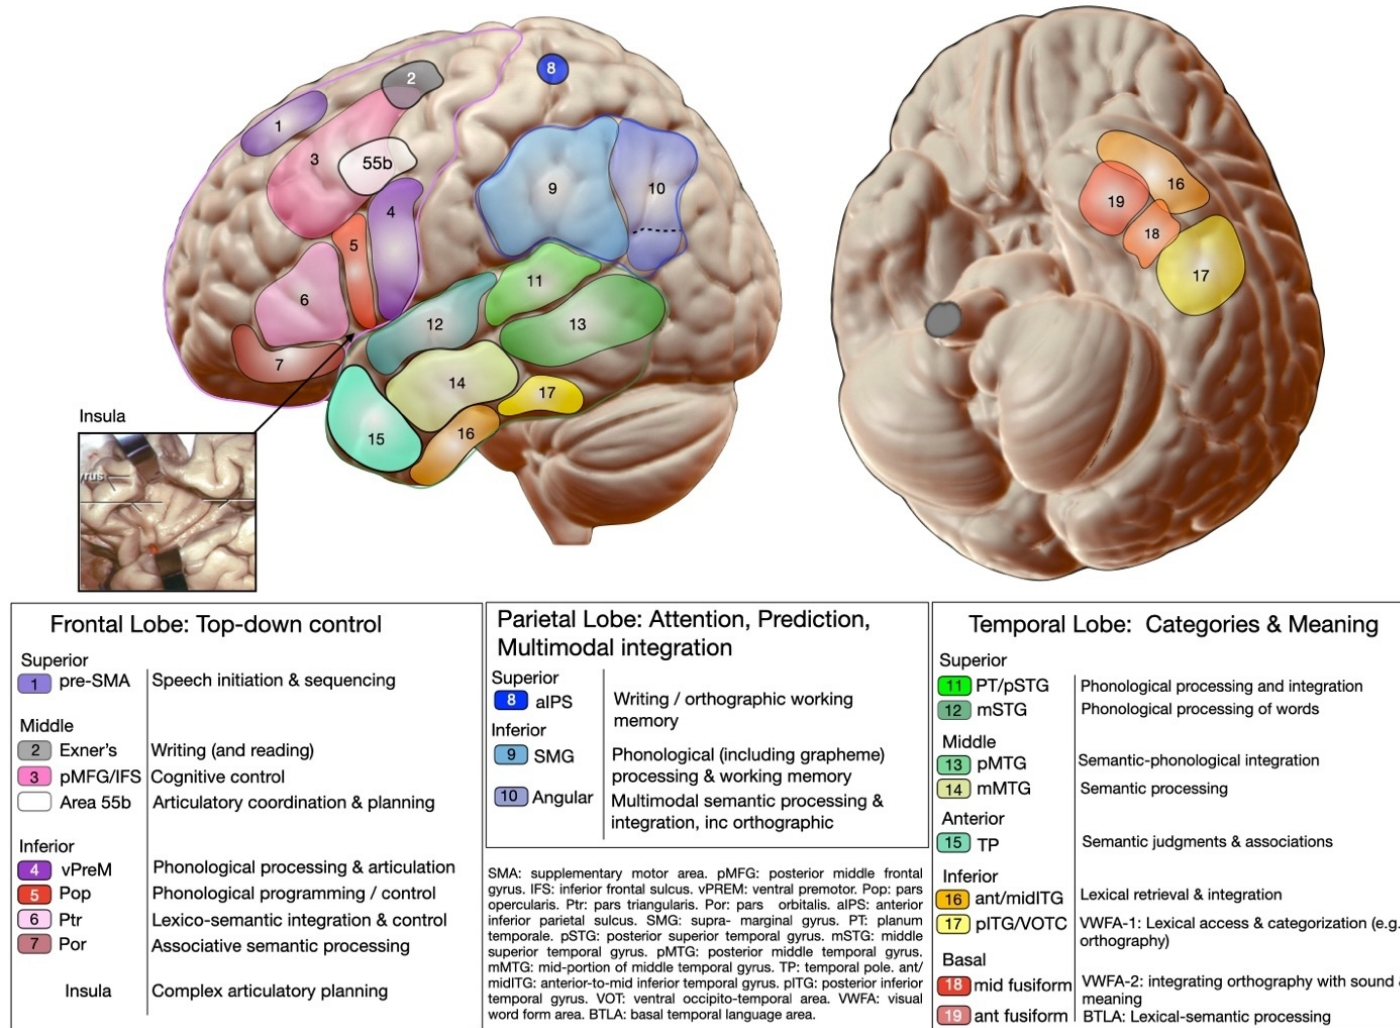 1
2
3
55b
4
5
6
7
8
9
10
11
12
13
14
15
16
17
16
19
18
17
Insula
yrus
Frontal Lobe: Top-down control
Superior
1 pre-SMA Speech initiation & sequencing
Middle
2 Exner's Writing (and reading)
3 pMFG/IFS Cognitive control
Area 55b Articulatory coordination & planning
Inferior
4 vPreM Phonological processing & articulation
5 Pop Phonological programming / control
6 Ptr Lexico-semantic integration & control
7 Por Associative semantic processing
Insula Complex articulatory planning
Parietal Lobe: Attention, Prediction,
Multimodal integration
Superior
8 aIPS Writing / orthographic working
memory
Inferior
9 SMG Phonological (including grapheme)
processing & working memory
10 Angular Multimodal semantic processing &
integration, inc orthographic
SMA: supplementary motor area. pMFG: posterior middle frontal
gyrus. IFS: inferior frontal sulcus. vPREM: ventral premotor. Pop: pars
opercularis. Ptr: pars triangularis. Por: pars orbitalis. aIPS: anterior
inferior parietal sulcus. SMG: supra- marginal gyrus. PT: planum
temporale. pSTG: posterior superior temporal gyrus. mSTG: middle
superior temporal gyrus. pMTG: posterior middle temporal gyrus.
mMTG: mid-portion of middle temporal gyrus. TP: temporal pole. ant/
midITG: anterior-to-mid inferior temporal gyrus. pITG: posterior inferior
temporal gyrus. VOT: ventral occipito-temporal area. VWFA: visual
word form area. BTLA: basal temporal language area.
Temporal Lobe: Categories & Meaning
Superior
11 PT/pSTG Phonological processing and integration
12 mSTG Phonological processing of words
Middle
13 pMTG Semantic-phonological integration
14 mMTG Semantic processing
Anterior
15 TP Semantic judgments & associations
Inferior
16 ant/midITG Lexical retrieval & integration
17 pITG/VOTC VWFA-1: Lexical access & categorization (e.g.
orthography)
Basal
18 mid fusiform VWFA-2: integrating orthography with sound &
meaning
19 ant fusiform BTLA: Lexical-semantic processing